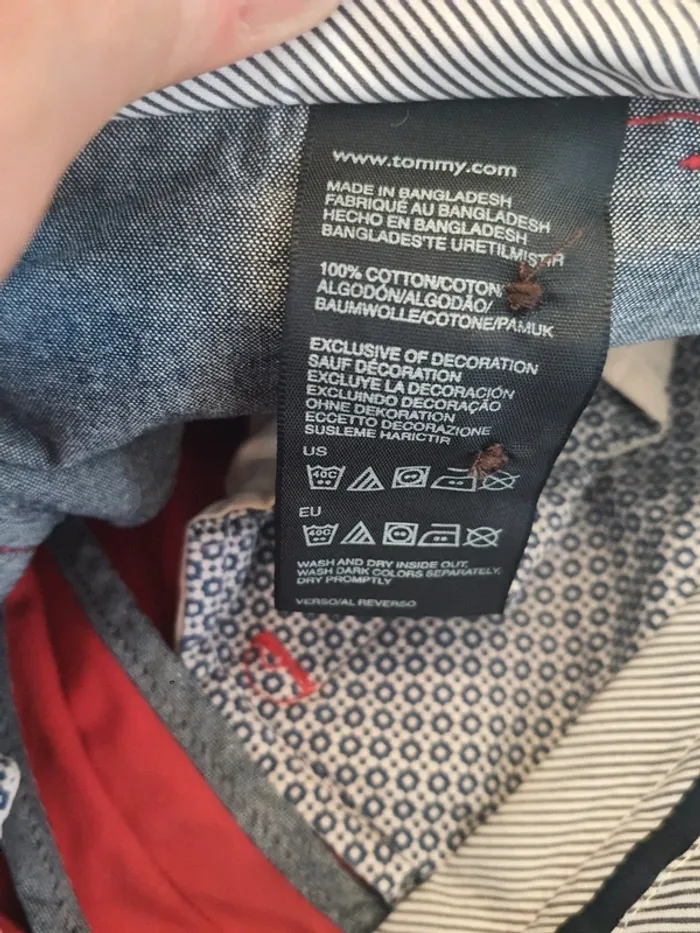 www.tommy.com
MADE IN BANGLADESH
FABRIQUÉ AU BANGLADESH
HECHO EN BANGLADESH
BANGLADES'TE URETILMISTIR
100% COTTON/COTON/
ALGODÓN/ALGODÃO/
BAUMWOLLE/COTONE/PAMUK
EXCLUSIVE OF DECORATION
SAUF DÉCORATION
EXCLUYE LA DECORACIÓN
EXCLUINDO DECORAÇAO
OHNE DEKORATION
ECCETTO DECORAZIONE
SUSLEME HARICTIR
US
40C
EU
40C
WASH AND DRY INSIDE OUT,
WASH DARK COLORS SEPARATELY,
DRY PROMPTLY
VERSO/AL REVERSO